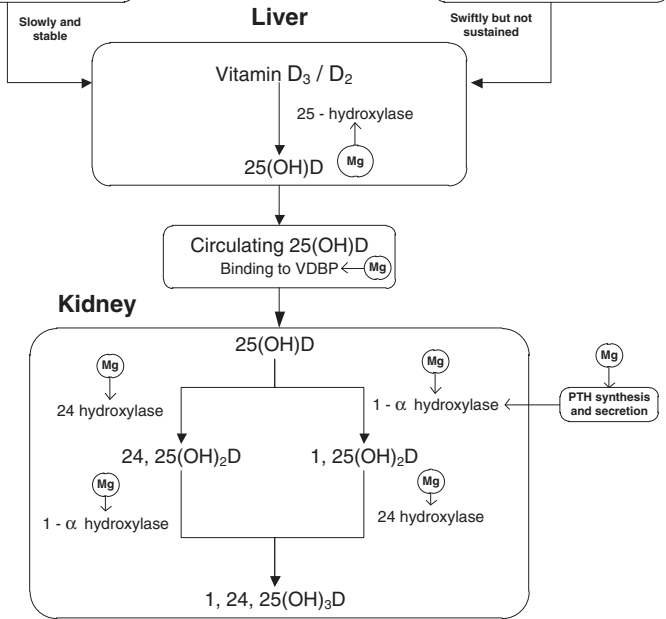 Slowly and
stable
Liver
Swiftly but not
sustained
Vitamin D₃ / D₂
25 - hydroxylase
Mg
25(OH)D
Circulating 25(OH)D
Binding to VDBP
Mg
Kidney
25(OH)D
Mg
24 hydroxylase
Mg
1 - α hydroxylase
Mg
PTH synthesis
and secretion
24, 25(OH)₂D
1, 25(OH)₂D
Mg
1 - α hydroxylase
Mg
24 hydroxylase
1, 24, 25(OH)₃D